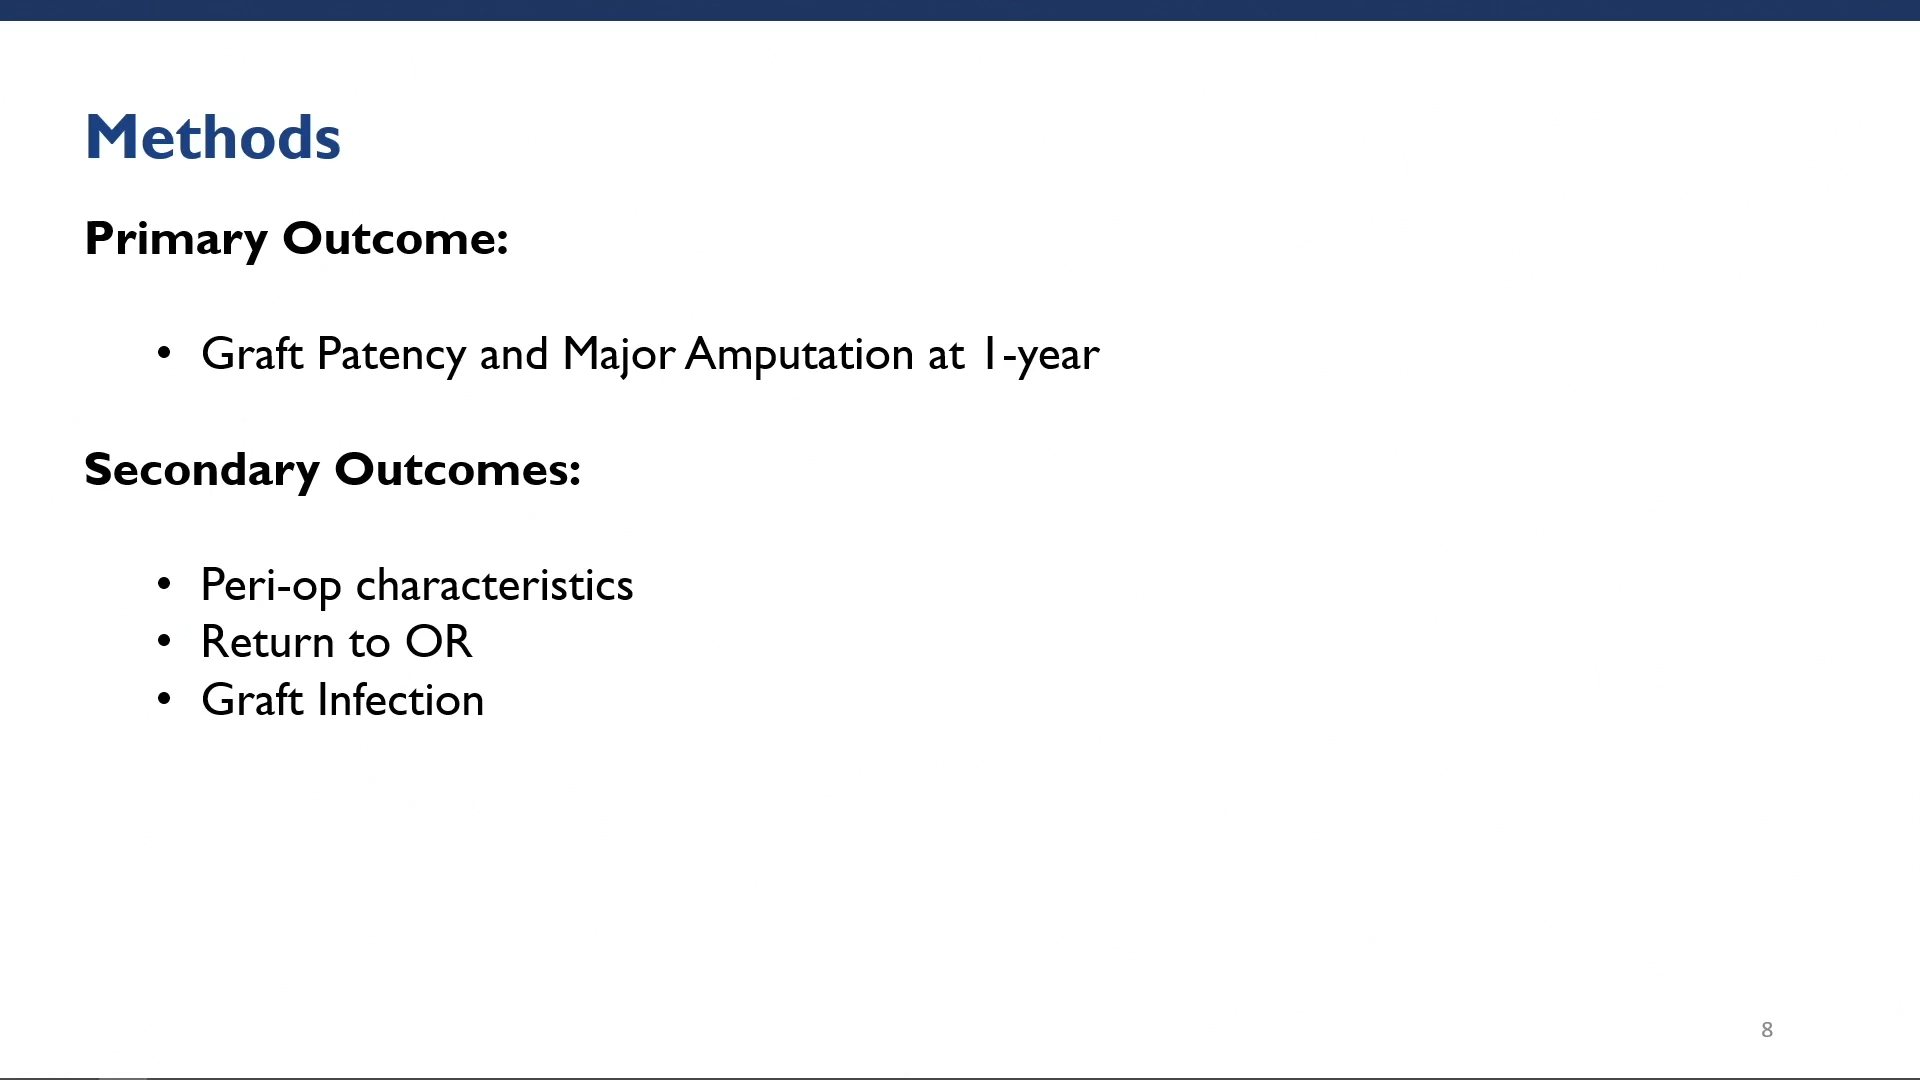 Methods
Primary Outcome:
• Graft Patency and Major Amputation at 1-year
Secondary Outcomes:
• Peri-op characteristics
• Return to OR
• Graft Infection
8